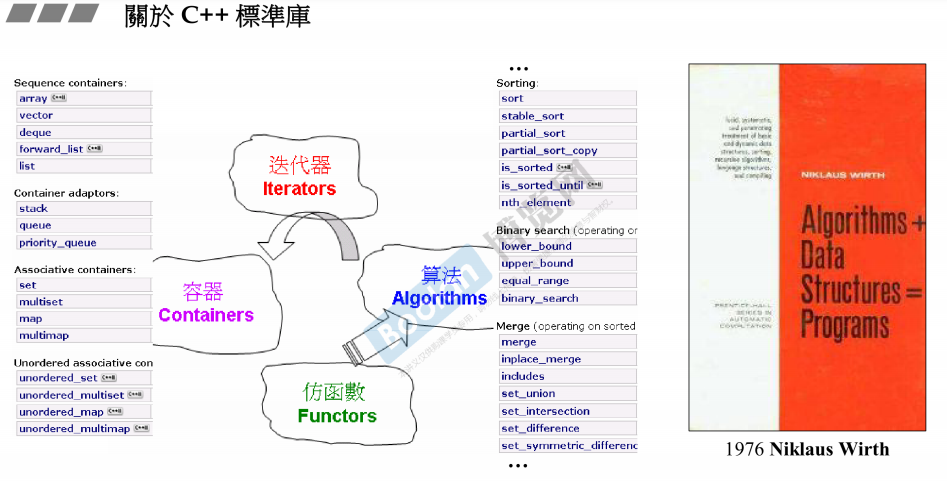 關於 C++ 標準庫
Sequence containers:
array C++11
vector
deque
forward_list C++11
list
Container adaptors:
stack
queue
priority_queue
Associative containers:
set
multiset
map
multimap
Unordered associative con
unordered_set C++11
unordered_multiset C++11
unordered_map C++11
unordered_multimap C++11
迭代器
Iterators
容器
Containers
算法
Algorithms
仿函數
Functors
...
Sorting:
sort
stable_sort
partial_sort
partial_sort_copy
is_sorted C++11
is_sorted_until C++11
nth_element
Binary search (operating or
lower_bound
upper_bound
equal_range
binary_search
Merge (operating on sorted
merge
inplace_merge
includes
set_union
set_intersection
set_difference
set_symmetric_differenc
...
Boolan 博览网
lucid, systematic,
and penetrating
treatment of basic
and dynamic data
structures, sorting,
recursive algorithms,
language structures,
and compiling
NIKLAUS WIRTH
Algorithms +
Data
Structures =
Programs
PRENTICE-HALL
SERIES IN
AUTOMATIC
COMPUTATION
1976 Niklaus Wirth